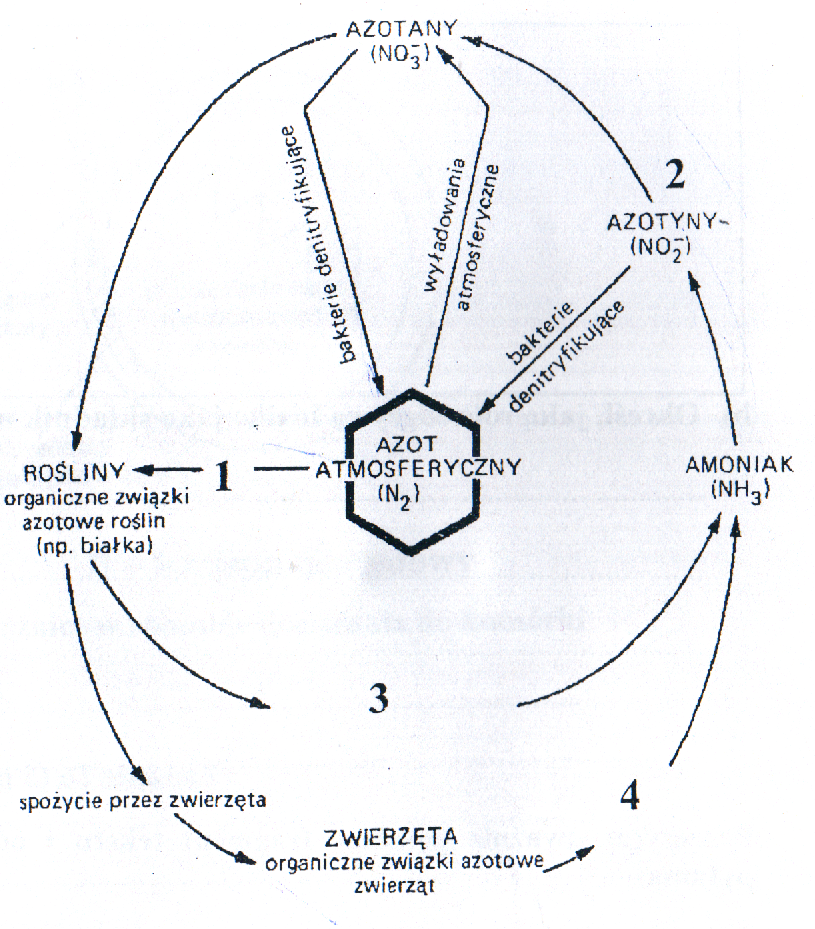 AZOTANY
(NO₃⁻)
bakterie denitryfikujące
wyładowania
atmosferyczne
2
AZOTYNY-
(NO₂⁻)
bakterie
denitryfikujące
AZOT
ATMOSFERYCZNY
(N₂)
1
ROŚLINY
organiczne związki
azotowe roślin
(np. białka)
AMONIAK
(NH₃)
3
4
spożycie przez zwierzęta
ZWIERZĘTA
organiczne związki azotowe
zwierząt